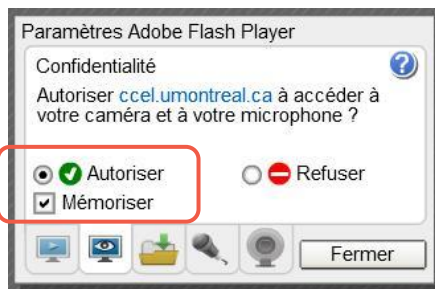 Paramètres Adobe Flash Player
Confidentialité
Autoriser ccel.umontreal.ca à accéder à
votre caméra et à votre microphone ?
Autoriser Refuser
Mémoriser
Fermer